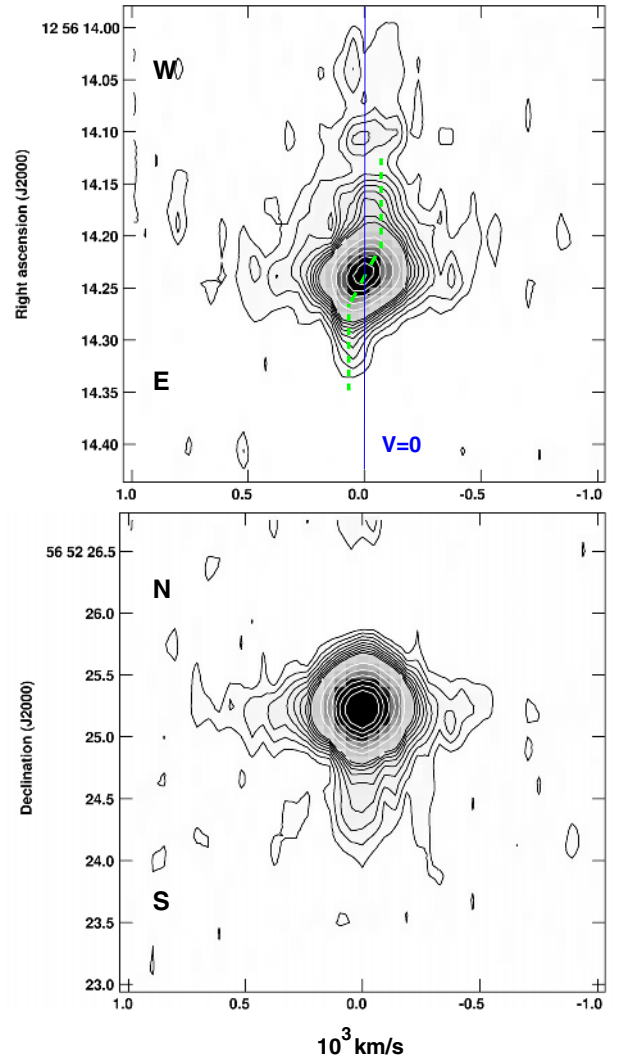 12 56 14.00
W
14.05
14.10
14.15
14.20
14.25
14.30
14.35
14.40
Right ascension (J2000)
E
V=0
1.0 0.5 0.0 -0.5 -1.0
56 52 26.5
N
26.0
25.5
25.0
24.5
24.0
23.5
23.0
Declination (J2000)
S
1.0 0.5 0.0 -0.5 -1.0
10³ km/s